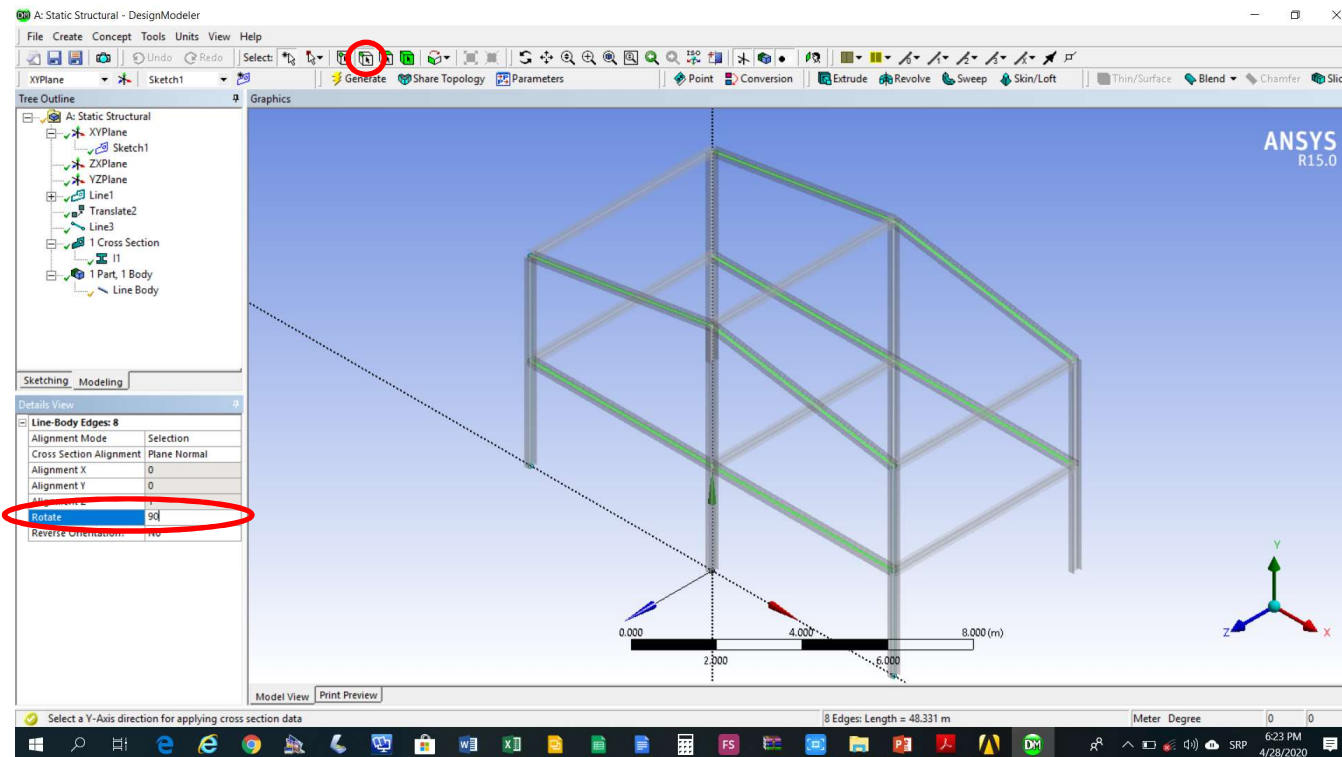 A: Static Structural - DesignModeler
File Create Concept Tools Units View Help
Undo Redo Select:
XYPlane Sketch1 Generate Share Topology Parameters Point Conversion Extrude Revolve Sweep Skin/Loft Thin/Surface Blend Chamfer Slic
Tree Outline
Graphics
A: Static Structural
XYPlane
Sketch1
ZXPlane
YZPlane
Line1
Translate2
Line3
1 Cross Section
I1
1 Part, 1 Body
Line Body
ANSYS
R15.0
Sketching Modeling
Details View
Line-Body Edges: 8
Alignment Mode Selection
Cross Section Alignment Plane Normal
Alignment X 0
Alignment Y 0
Rotate 90
Reverse Orientation? No
Y
Z
X
0.000 4.000 8.000 (m)
2.000 6.000
Model View Print Preview
Select a Y-Axis direction for applying cross section data
8 Edges: Length = 48.331 m
Meter Degree 0 0
FS
DM
SRP
6:23 PM
4/28/2020